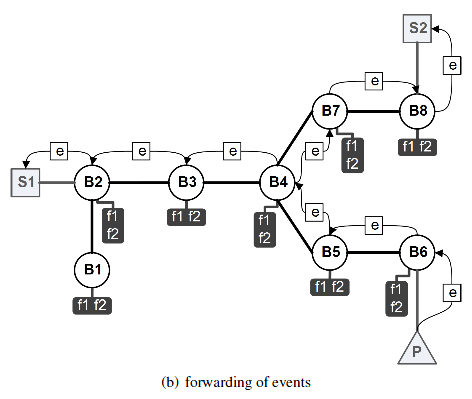 S2
e
e
B7
B8
f1
f2
f1 f2
e
e
e
S1
B2
B3
B4
f1
f2
f1 f2
f1
f2
e
e
B5
B6
B1
f1 f2
f1 f2
f1
f2
e
P
(b) forwarding of events